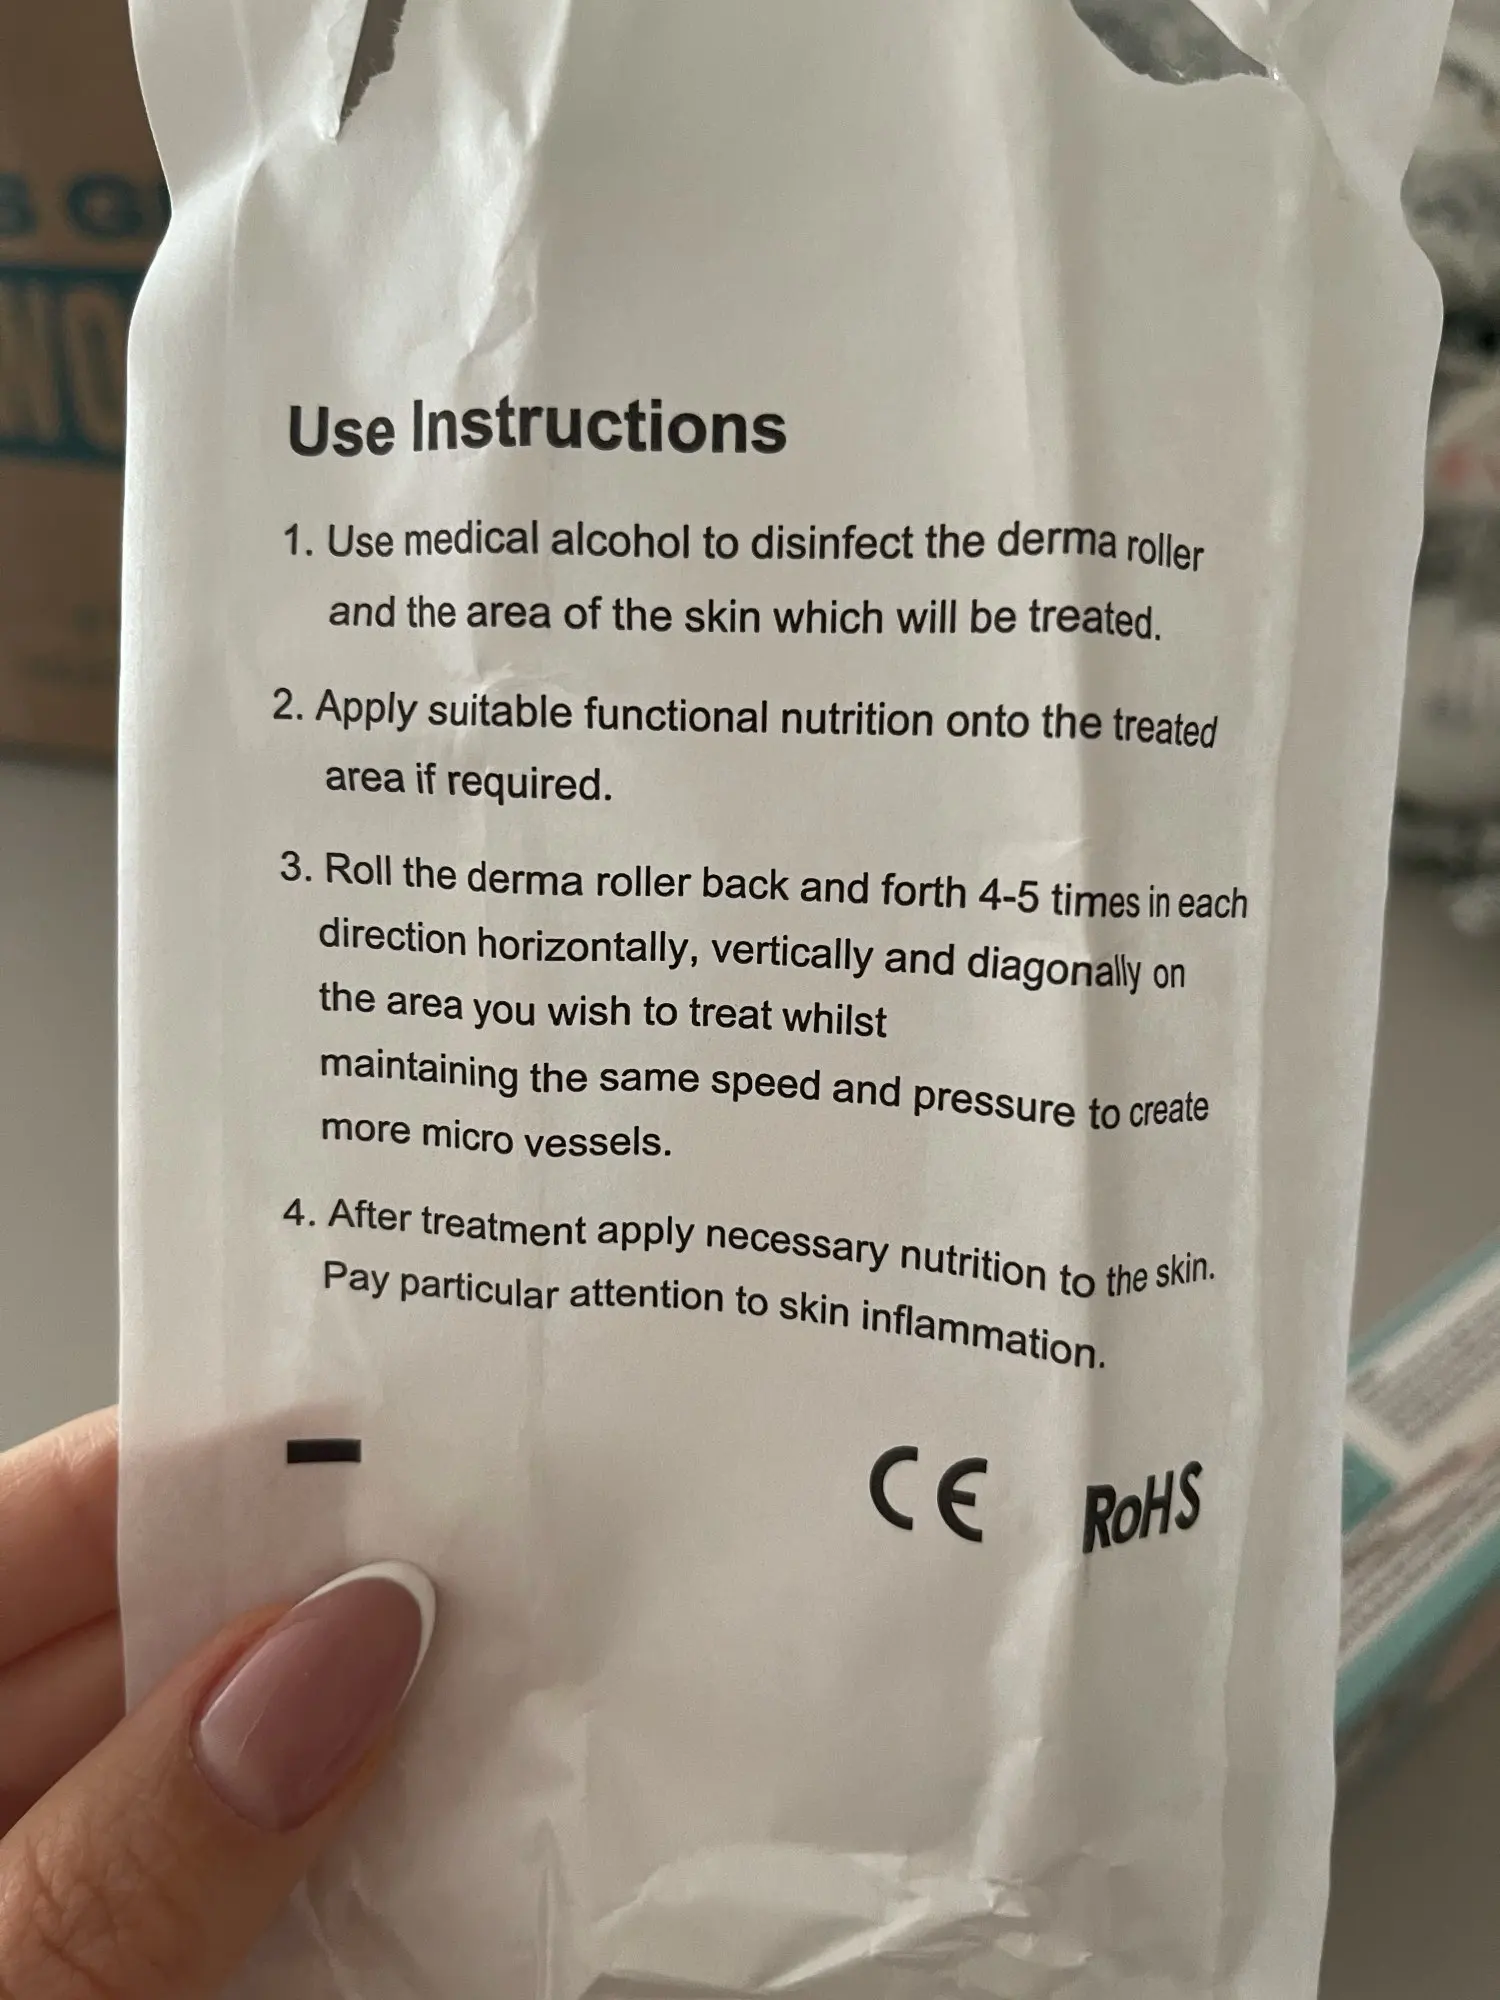 S G
WO
Use Instructions
1. Use medical alcohol to disinfect the derma roller
and the area of the skin which will be treated.
2. Apply suitable functional nutrition onto the treated
area if required.
3. Roll the derma roller back and forth 4-5 times in each
direction horizontally, vertically and diagonally on
the area you wish to treat whilst
maintaining the same speed and pressure to create
more micro vessels.
4. After treatment apply necessary nutrition to the skin.
Pay particular attention to skin inflammation.
CE RoHS